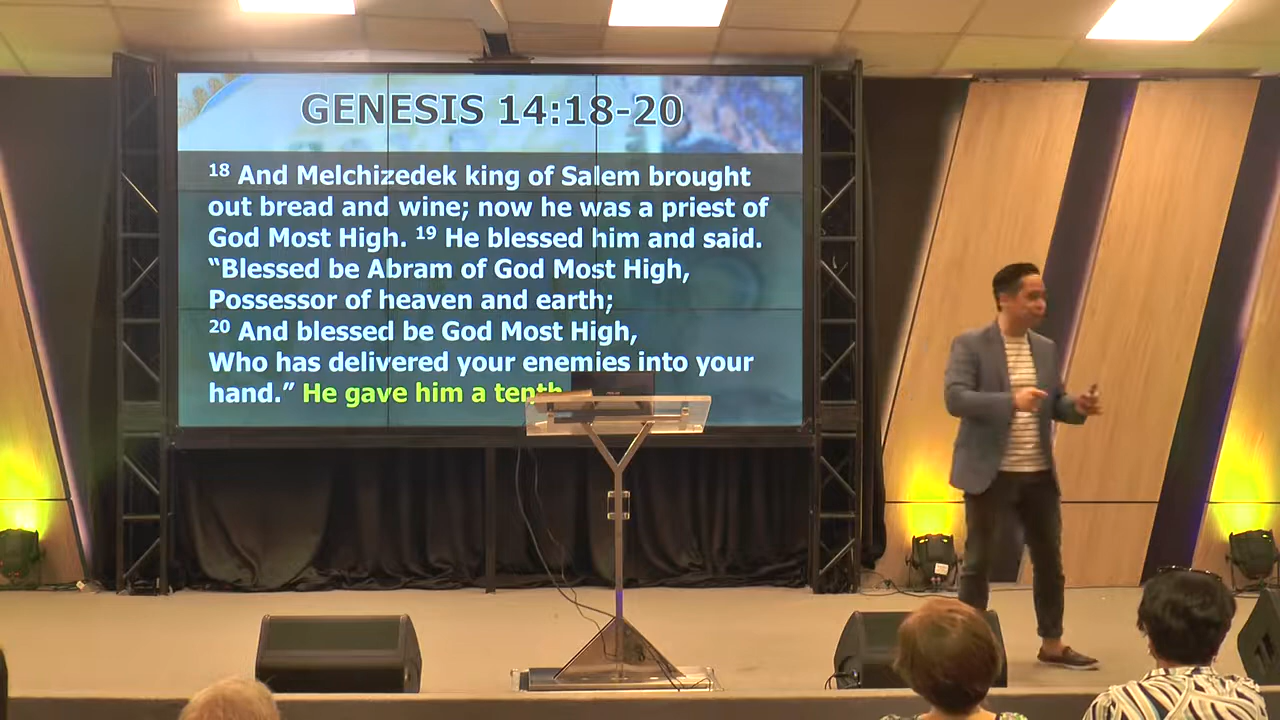 GENESIS 14:18-20
18 And Melchizedek king of Salem brought
out bread and wine; now he was a priest of
God Most High. 19 He blessed him and said.
“Blessed be Abram of God Most High,
Possessor of heaven and earth;
20 And blessed be God Most High,
Who has delivered your enemies into your
hand.” He gave him a tenth